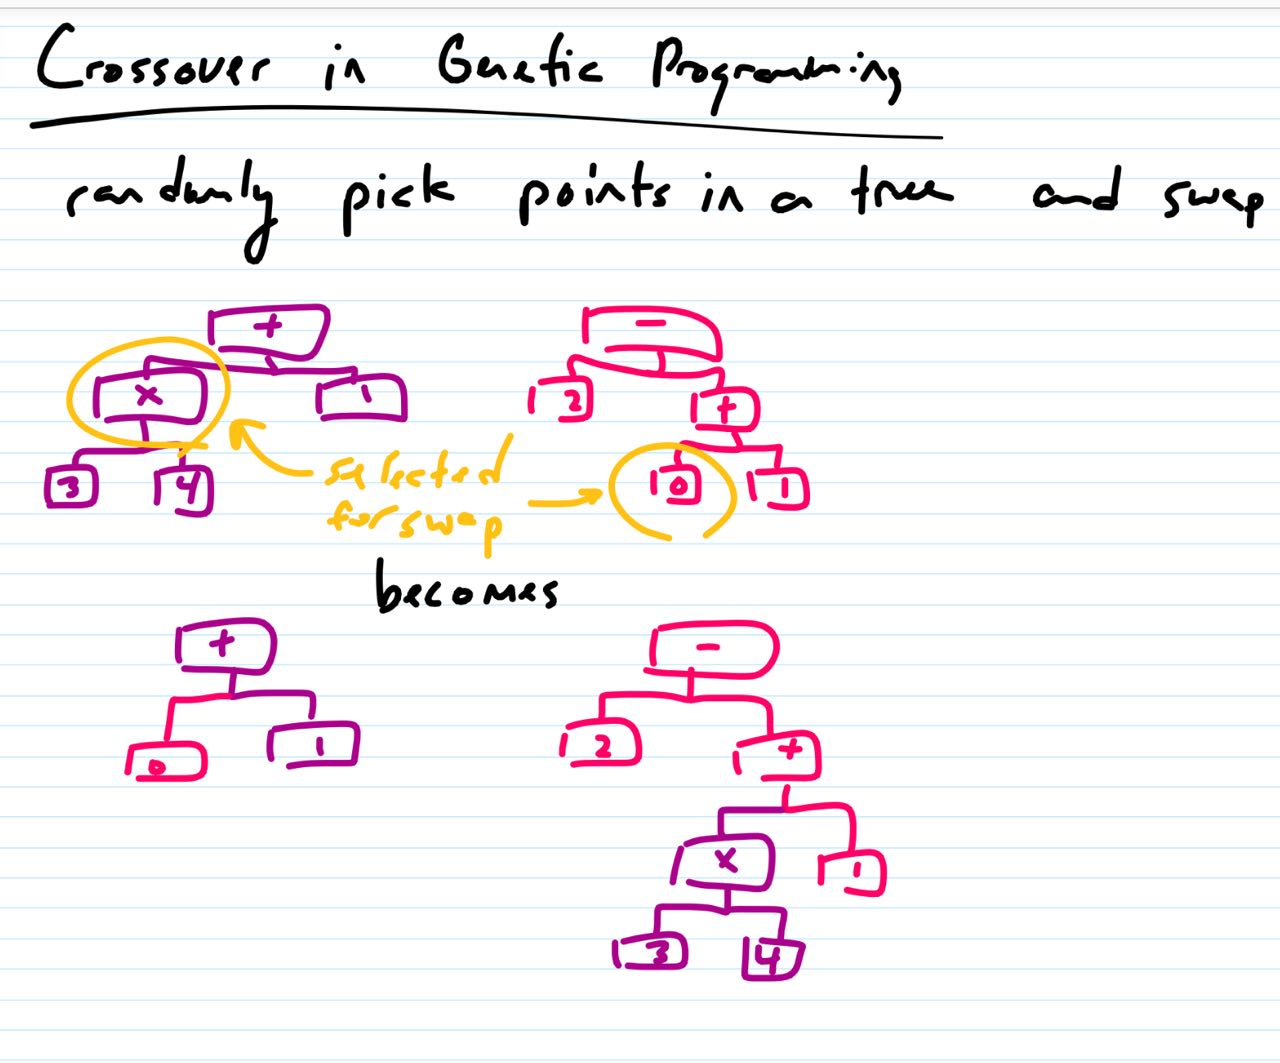 Crossover in Genetic Programming
randomly pick points in a tree and swap
+ -
x 1 2 +
3 4 0 1
selected
for swap
becomes
+ -
0 1 2 +
x 1
3 4